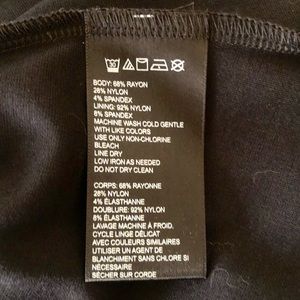 BODY: 68% RAYON
28% NYLON
4% SPANDEX
LINING: 92% NYLON
8% SPANDEX
MACHINE WASH COLD GENTLE
WITH LIKE COLORS
USE ONLY NON-CHLORINE
BLEACH
LINE DRY
LOW IRON AS NEEDED
DO NOT DRY CLEAN
CORPS: 68% RAYONNE
28% NYLON
4% ÉLASTHANNE
DOUBLURE: 92% NYLON
8% ÉLASTHANNE
LAVAGE MACHINE À FROID.
CYCLE LINGE DÉLICAT
AVEC COULEURS SIMILAIRES
UTILISER UN AGENT DE
BLANCHIMENT SANS CHLORE SI
NÉCESSAIRE
SÉCHER SUR CORDE